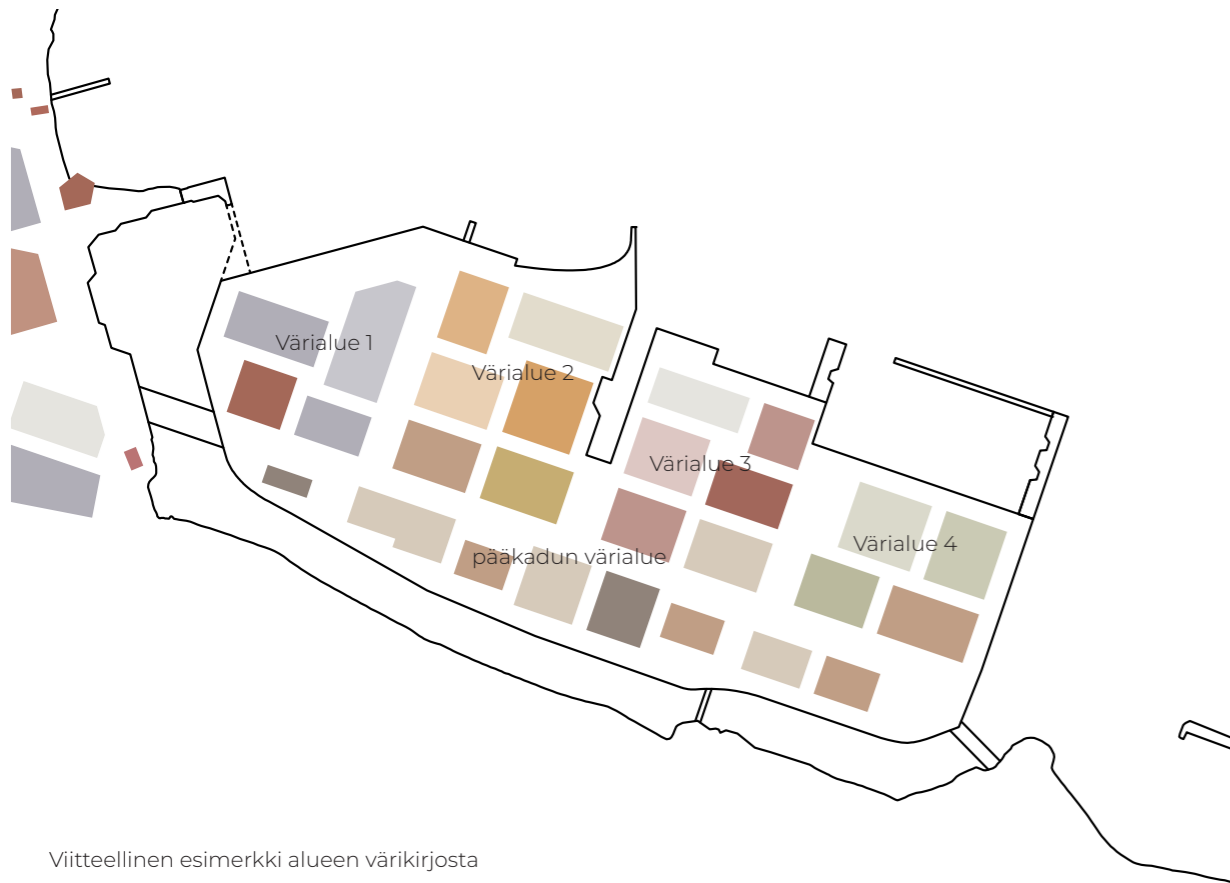 Värialue 1
Värialue 2
Värialue 3
Värialue 4
pääkadun värialue
Viitteellinen esimerkki alueen värikirjosta